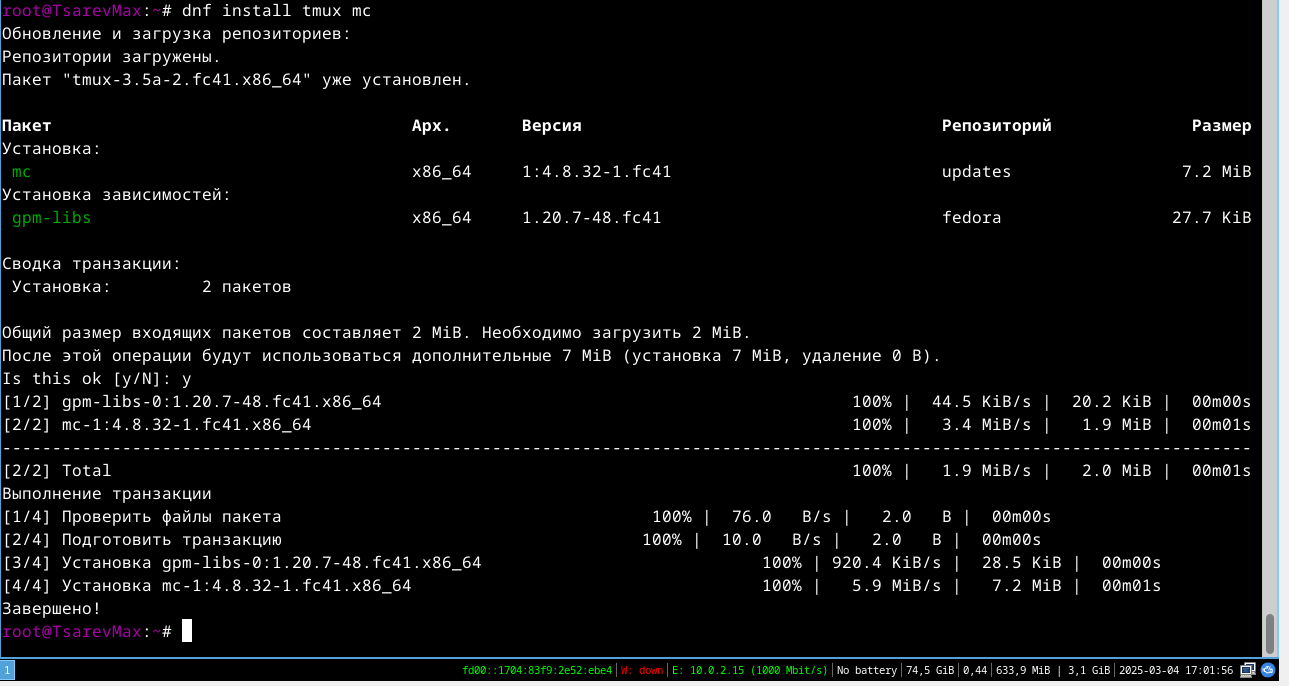 root@TsarevMax:~# dnf install tmux mc
Обновление и загрузка репозиториев:
Репозитории загружены.
Пакет "tmux-3.5a-2.fc41.x86_64" уже установлен.
Пакет Арх. Версия Репозиторий Размер
Установка:
mc x86_64 1:4.8.32-1.fc41 updates 7.2 MiB
Установка зависимостей:
gpm-libs x86_64 1.20.7-48.fc41 fedora 27.7 KiB
Сводка транзакции:
Установка: 2 пакетов
Общий размер входящих пакетов составляет 2 MiB. Необходимо загрузить 2 MiB.
После этой операции будут использоваться дополнительные 7 MiB (установка 7 MiB, удаление 0 B).
Is this ok [y/N]: y
[1/2] gpm-libs-0:1.20.7-48.fc41.x86_64 100% | 44.5 KiB/s | 20.2 KiB | 00m00s
[2/2] mc-1:4.8.32-1.fc41.x86_64 100% | 3.4 MiB/s | 1.9 MiB | 00m01s
-----------------------------------------------------------------------------------------------------------------------------
[2/2] Total 100% | 1.9 MiB/s | 2.0 MiB | 00m01s
Выполнение транзакции
[1/4] Проверить файлы пакета 100% | 76.0 B/s | 2.0 B | 00m00s
[2/4] Подготовить транзакцию 100% | 10.0 B/s | 2.0 B | 00m00s
[3/4] Установка gpm-libs-0:1.20.7-48.fc41.x86_64 100% | 920.4 KiB/s | 28.5 KiB | 00m00s
[4/4] Установка mc-1:4.8.32-1.fc41.x86_64 100% | 5.9 MiB/s | 7.2 MiB | 00m01s
Завершено!
root@TsarevMax:~#
1 fd00::1704:83f9:2e52:ebe4 | W: down | E: 10.0.2.15 (1000 Mbit/s) | No battery | 74,5 GiB | 0,44 | 633,9 MiB | 3,1 GiB | 2025-03-04 17:01:56